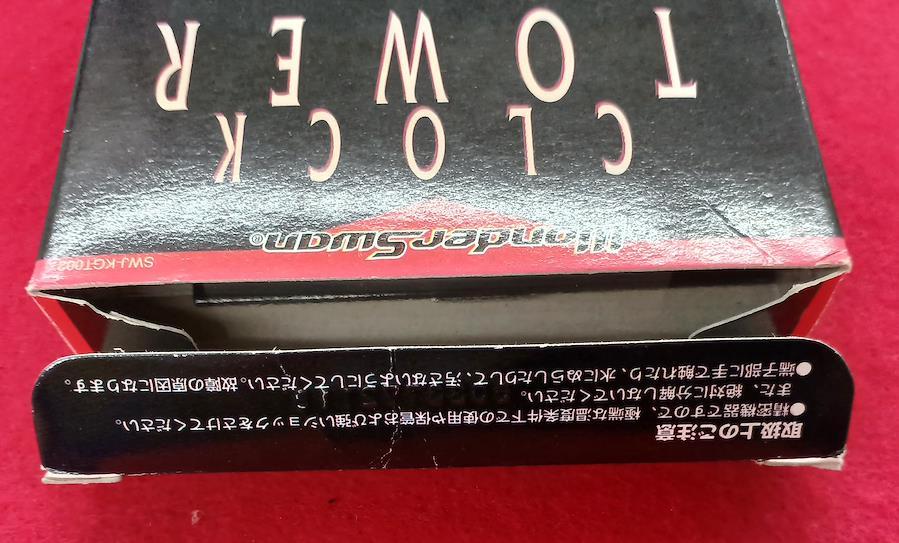 取扱上のご注意
●精密機器ですので、極端な温度条件下での使用や保管および強いショックをさけてください。
また、絶対に分解しないでください。
●端子部に手で触れたり、水にぬらしたりして、汚さないようにしてください。故障の原因になります。
SWJ-KGT00
WonderSwan®
CLOCK
TOWER